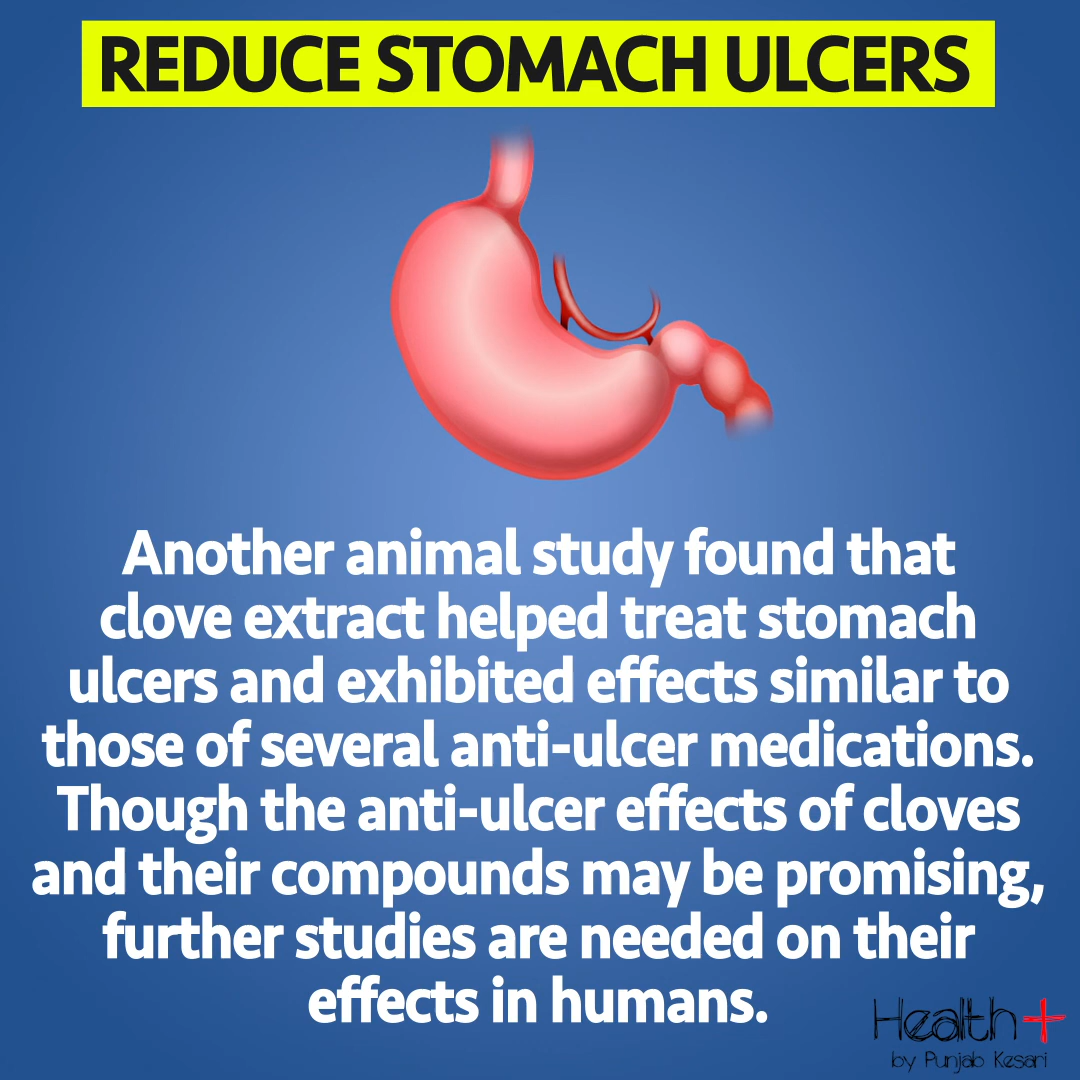 REDUCE STOMACH ULCERS
Another animal study found that
clove extract helped treat stomach
ulcers and exhibited effects similar to
those of several anti-ulcer medications.
Though the anti-ulcer effects of cloves
and their compounds may be promising,
further studies are needed on their
effects in humans.
Health+
by Punjab Kesari